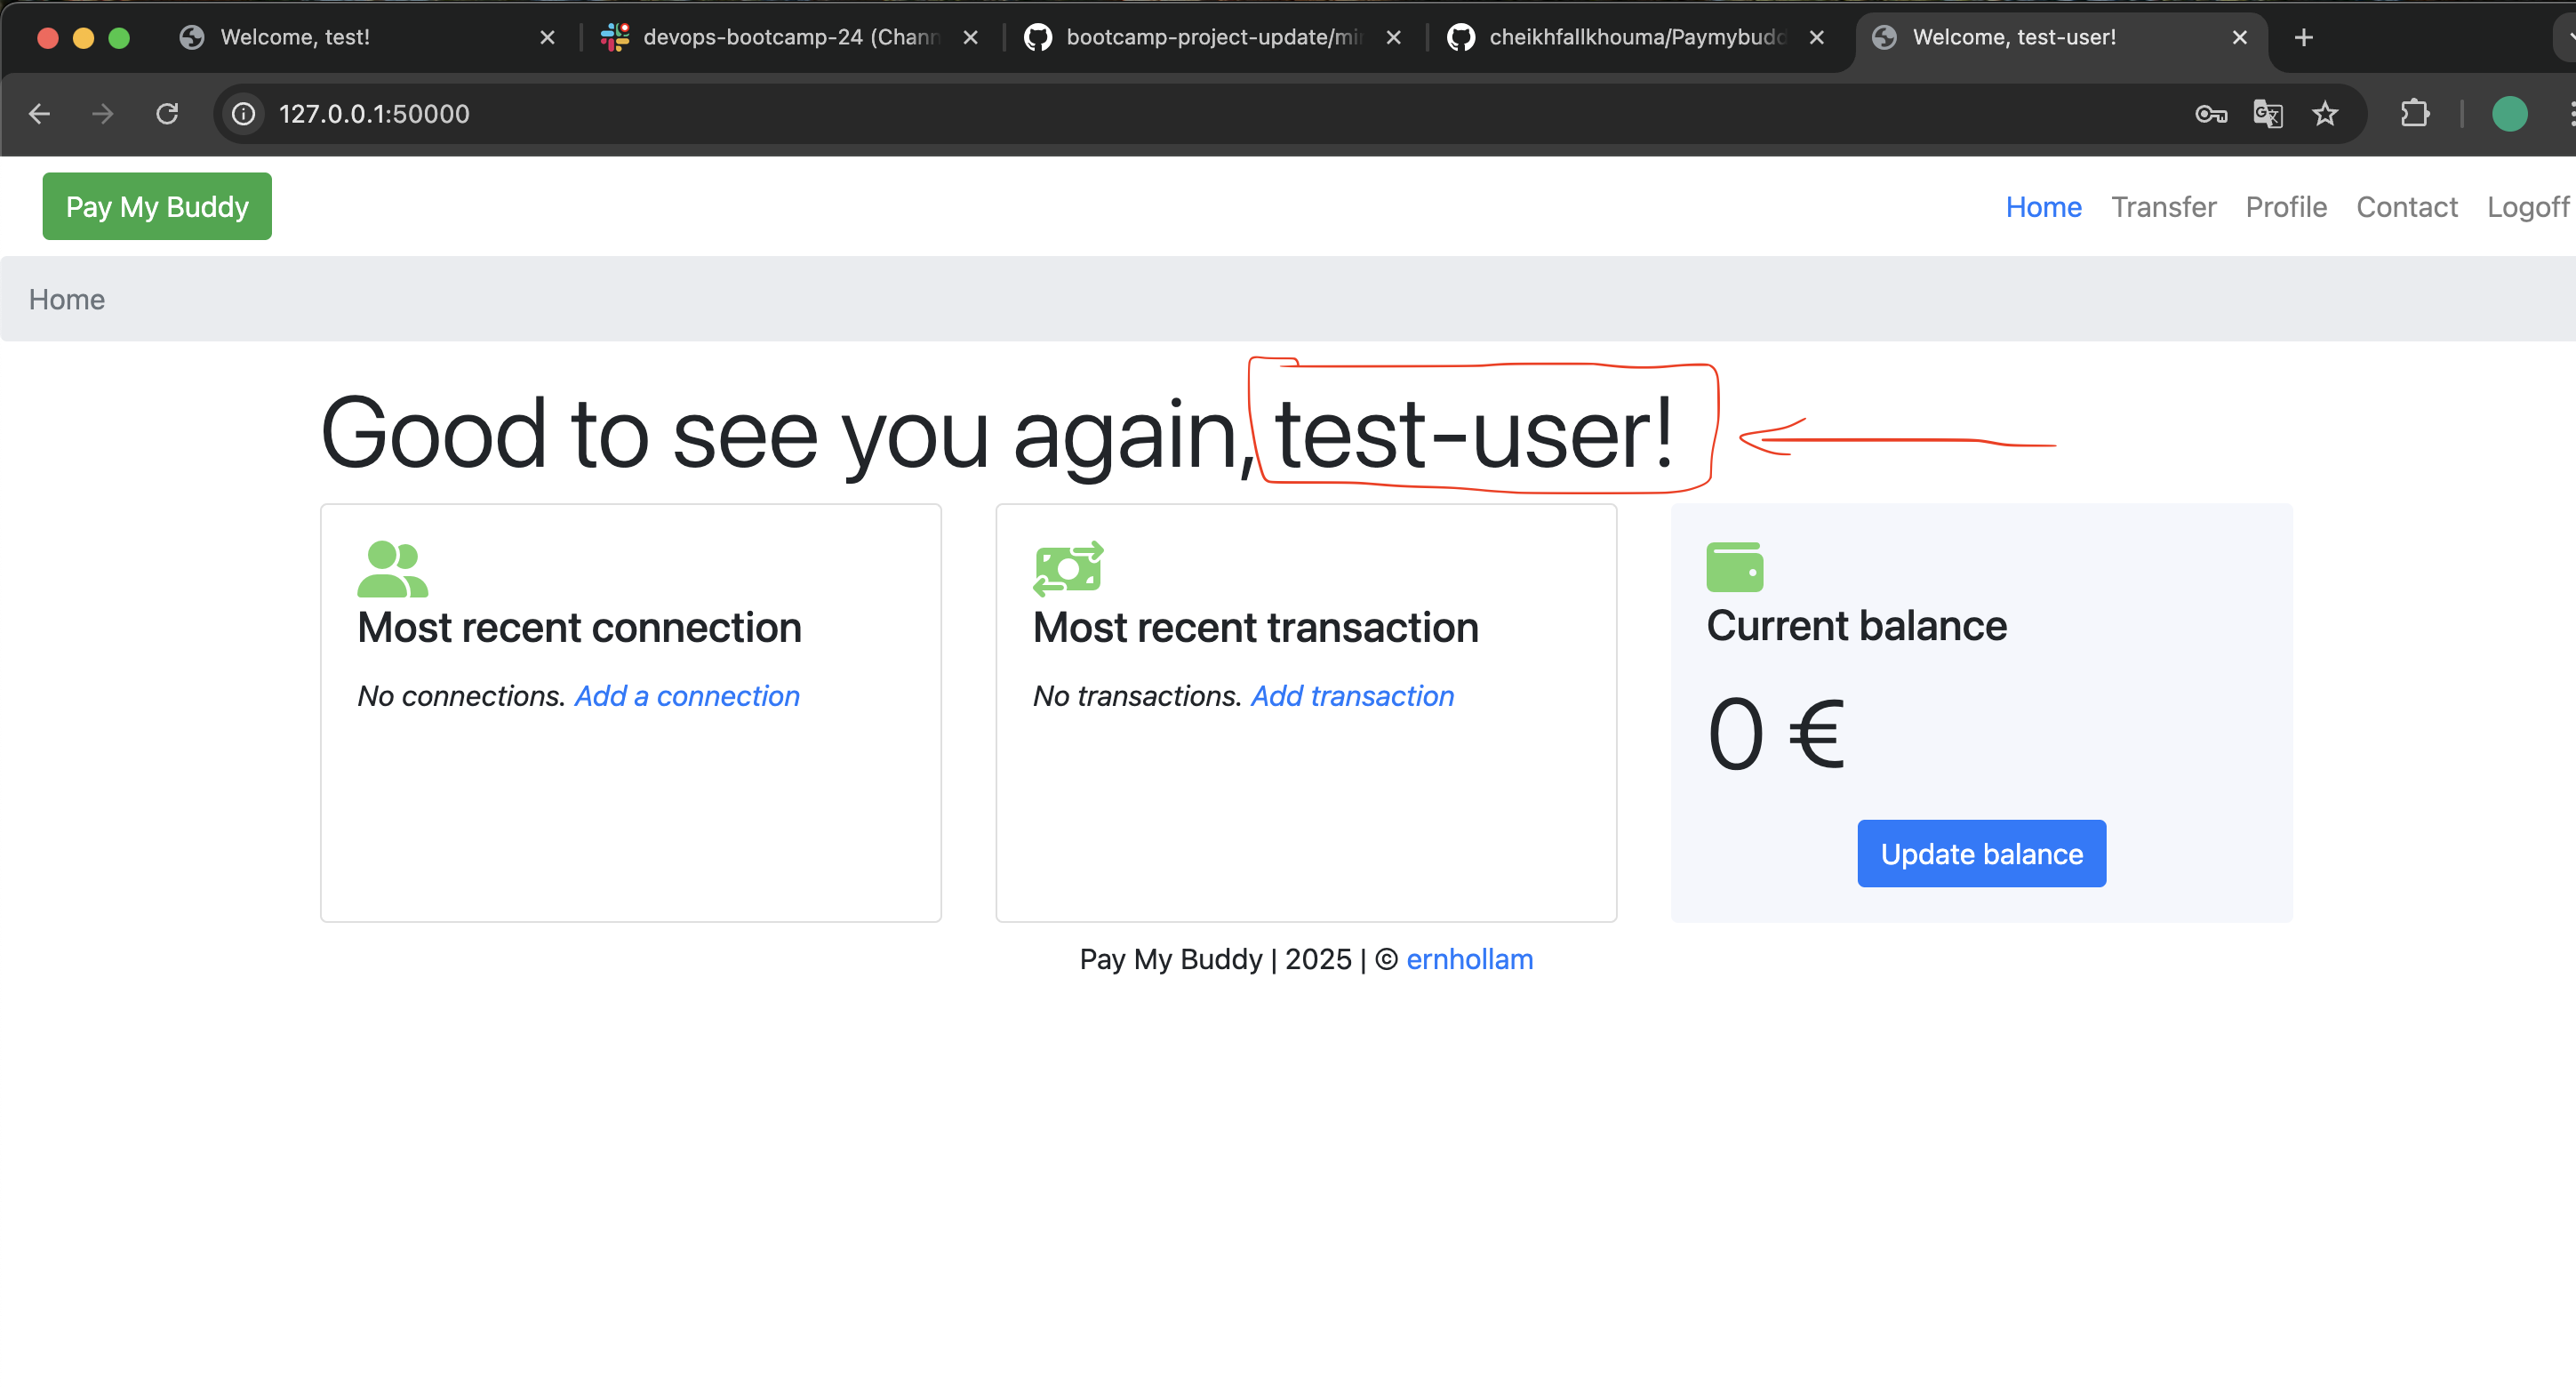 Welcome, test!
devops-bootcamp-24 (Chann
bootcamp-project-update/mi
cheikhfallkhouma/Paymybudd
Welcome, test-user!
127.0.0.1:50000
Pay My Buddy
Home Transfer Profile Contact Logoff
Home
Good to see you again, test-user!
Most recent connection
No connections. Add a connection
Most recent transaction
No transactions. Add transaction
Current balance
0 €
Update balance
Pay My Buddy | 2025 | © ernhollam